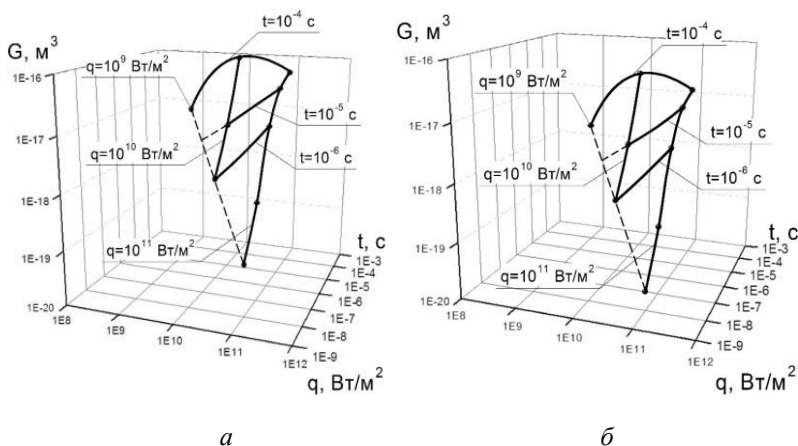 G, м³
t=10⁻⁴ с
1E-16
q=10⁹ Вт/м²
t=10⁻⁵ с
1E-17
q=10¹⁰ Вт/м²
t=10⁻⁶ с
1E-18
q=10¹¹ Вт/м²
t, с
1E-19
1E-3
1E-4
1E-5
1E-6
1E-7
1E-8
1E-9
1E-20
1E8
1E9
1E10
1E11
1E12
q, Вт/м²
а
G, м³
t=10⁻⁴ с
1E-16
q=10⁹ Вт/м²
t=10⁻⁵ с
1E-17
q=10¹⁰ Вт/м²
t=10⁻⁶ с
1E-18
q=10¹¹ Вт/м²
t, с
1E-19
1E-3
1E-4
1E-5
1E-6
1E-7
1E-8
1E-9
1E-20
1E8
1E9
1E10
1E11
1E12
q, Вт/м²
б